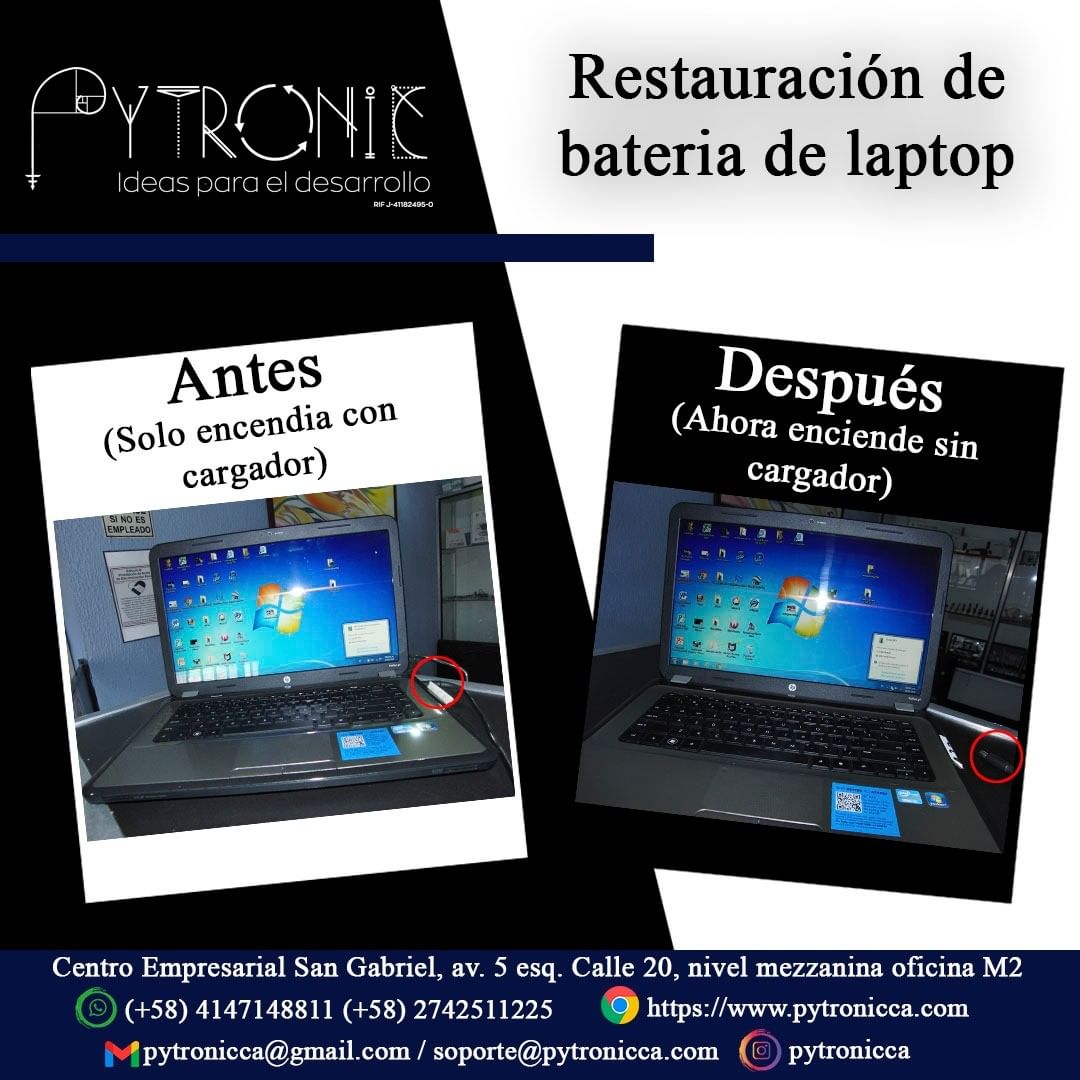 PYTRONIC
Ideas para el desarrollo
RIF J-41182495-0
Restauración de
bateria de laptop
Antes
(Solo encendia con
cargador)
SI NO ES
EMPLEADO
hp
Después
(Ahora enciende sin
cargador)
hp
Centro Empresarial San Gabriel, av. 5 esq. Calle 20, nivel mezzanina oficina M2
(+58) 4147148811 (+58) 2742511225
https://www.pytronicca.com
pytronicca@gmail.com / soporte@pytronicca.com
pytronicca